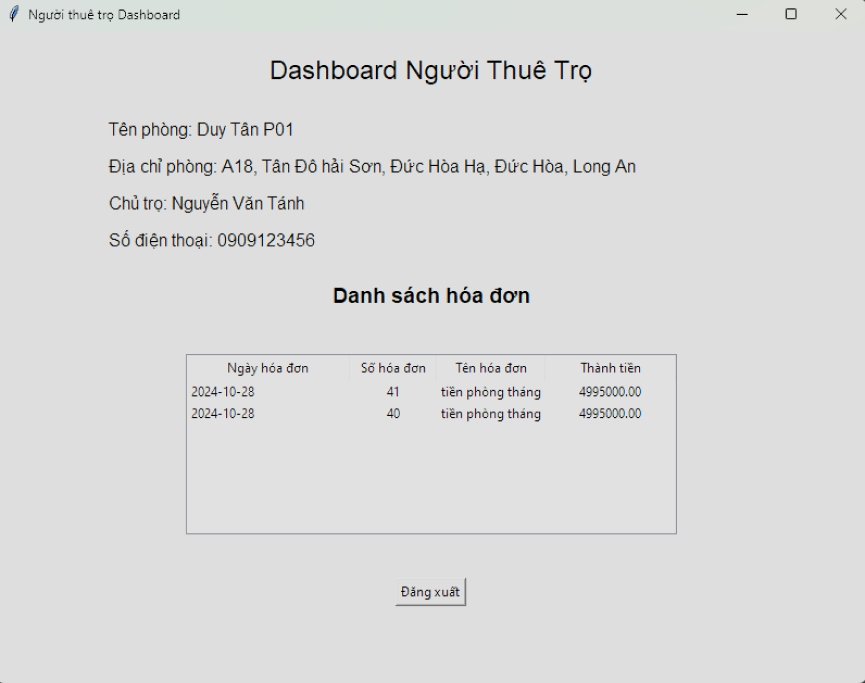 Người thuê trọ Dashboard
Dashboard Người Thuê Trọ
Tên phòng: Duy Tân P01
Địa chỉ phòng: A18, Tân Đô hải Sơn, Đức Hòa Hạ, Đức Hòa, Long An
Chủ trọ: Nguyễn Văn Tánh
Số điện thoại: 0909123456
Danh sách hóa đơn
Ngày hóa đơn Số hóa đơn Tên hóa đơn Thành tiền
2024-10-28 41 tiền phòng tháng 4995000.00
2024-10-28 40 tiền phòng tháng 4995000.00
Đăng xuất